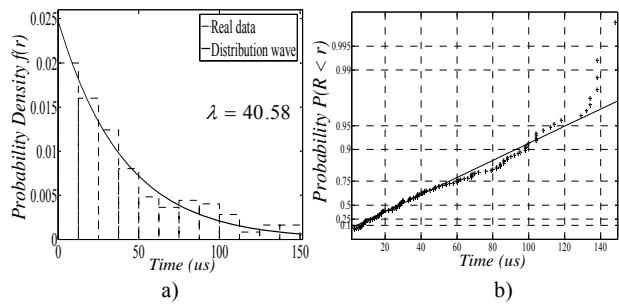 Probability Density f(r)
0.025
0.02
0.015
0.01
0.005
0
0
50
100
150
Real data
Distribution wave
λ = 40.58
Time (us)
a)
Probability P(R < r)
0.995
0.99
0.95
0.9
0.75
0.5
0.25
0.1
20
40
60
80
100
120
140
Time (us)
b)